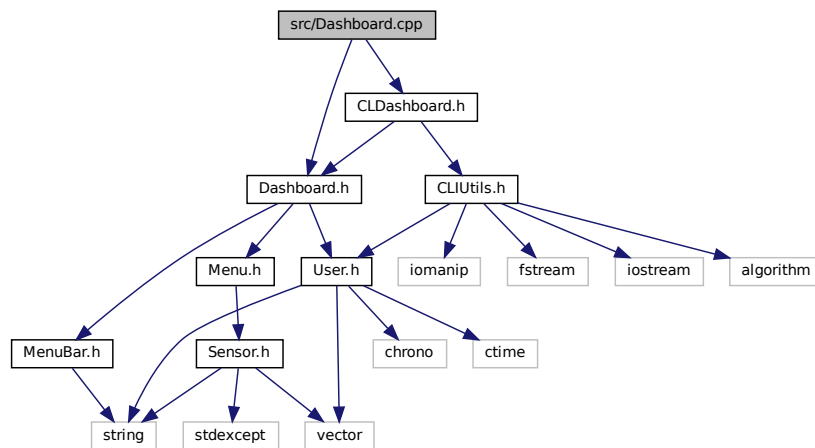 src/Dashboard.cpp
CLDashboard.h
Dashboard.h
CLIUtils.h
Menu.h
User.h
iomanip
fstream
iostream
algorithm
MenuBar.h
Sensor.h
chrono
ctime
string
stdexcept
vector